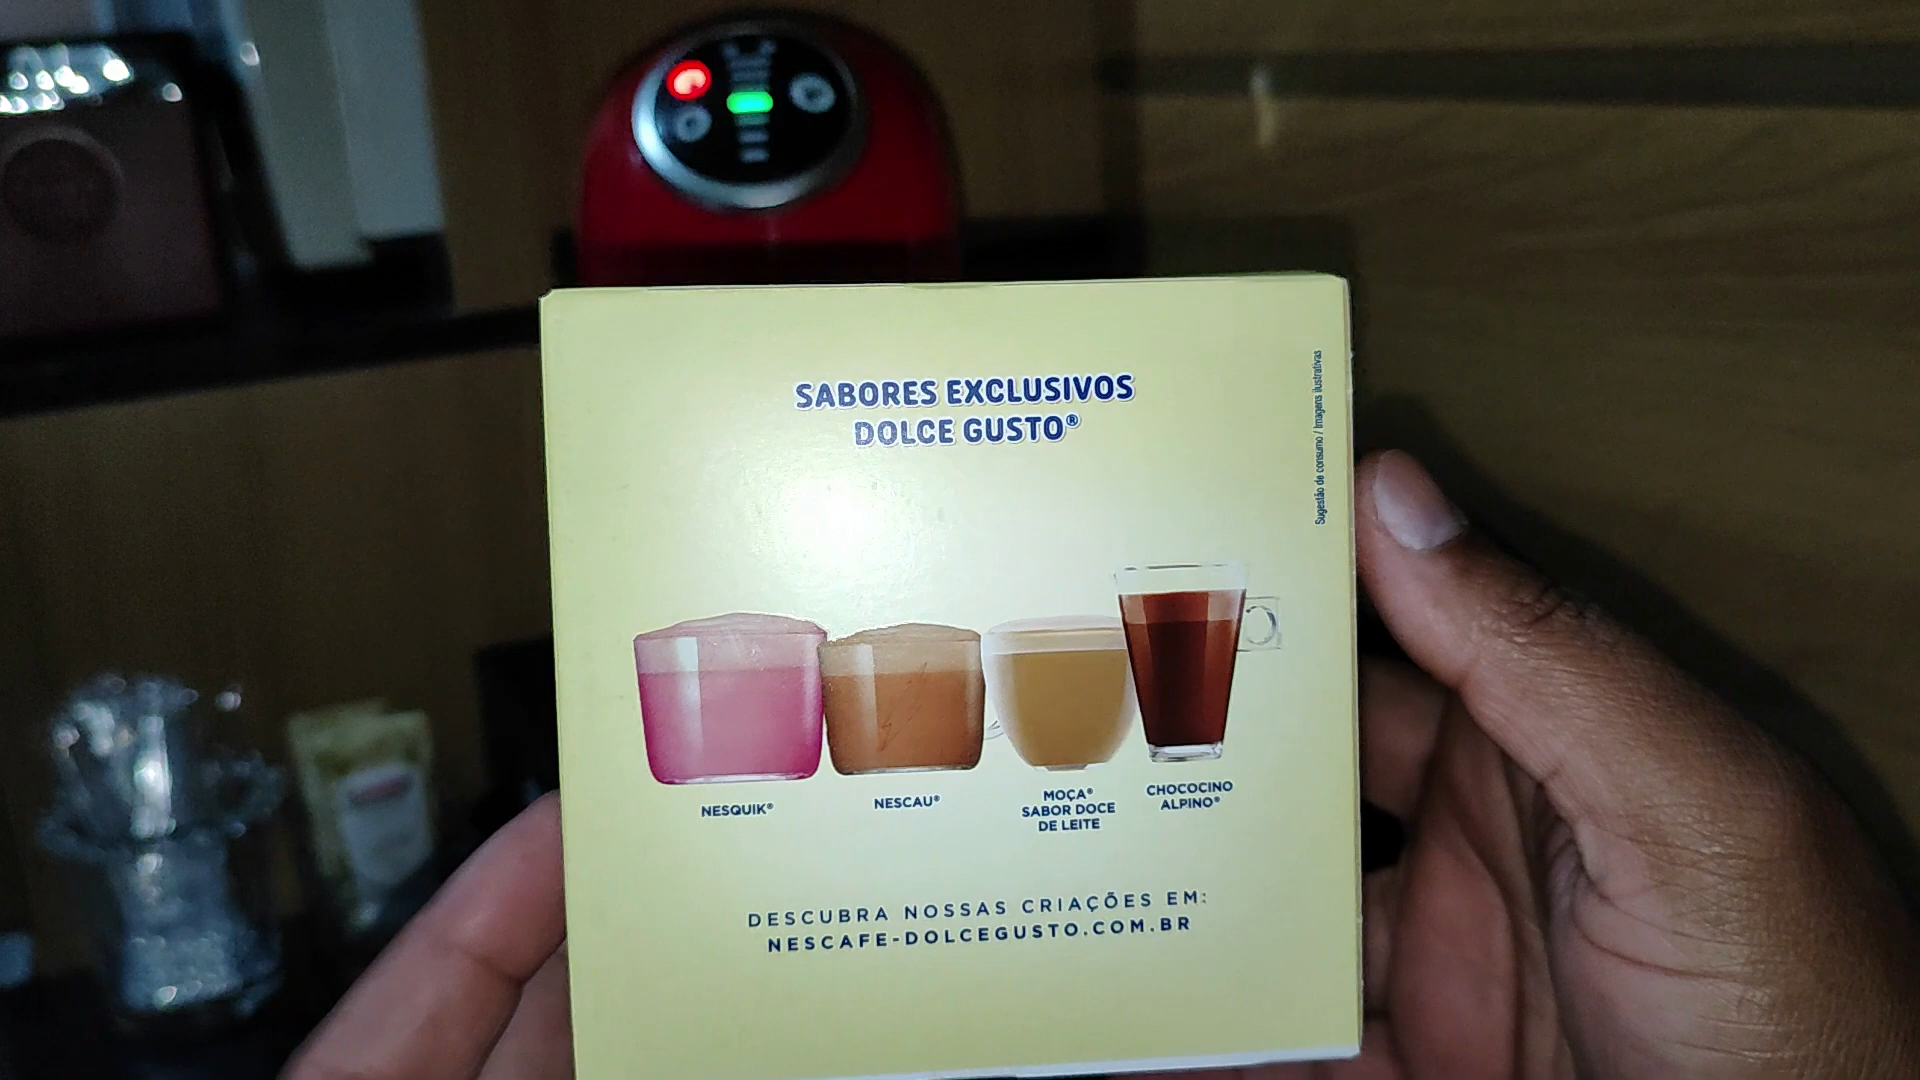 SABORES EXCLUSIVOS
DOLCE GUSTO®
Sugestão de consumo / Imagens ilustrativas
NESQUIK®
NESCAU®
MOÇA®
SABOR DOCE
DE LEITE
CHOCOCINO
ALPINO®
DESCUBRA NOSSAS CRIAÇÕES EM:
NESCAFE-DOLCEGUSTO.COM.BR